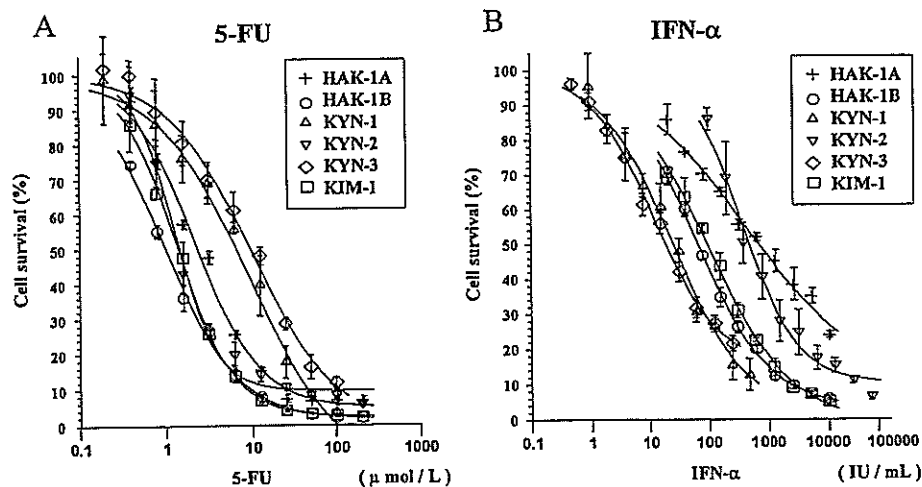 A
5-FU
Cell survival (%)
100
90
80
70
60
50
40
30
20
10
0
HAK-1A
HAK-1B
KYN-1
KYN-2
KYN-3
KIM-1
0.1
1
10
100
1000
5-FU
( μ mol / L )
B
IFN-α
Cell survival (%)
100
90
80
70
60
50
40
30
20
10
0
HAK-1A
HAK-1B
KYN-1
KYN-2
KYN-3
KIM-1
0.1
1
10
100
1000
10000
100000
IFN-α
( IU / mL )